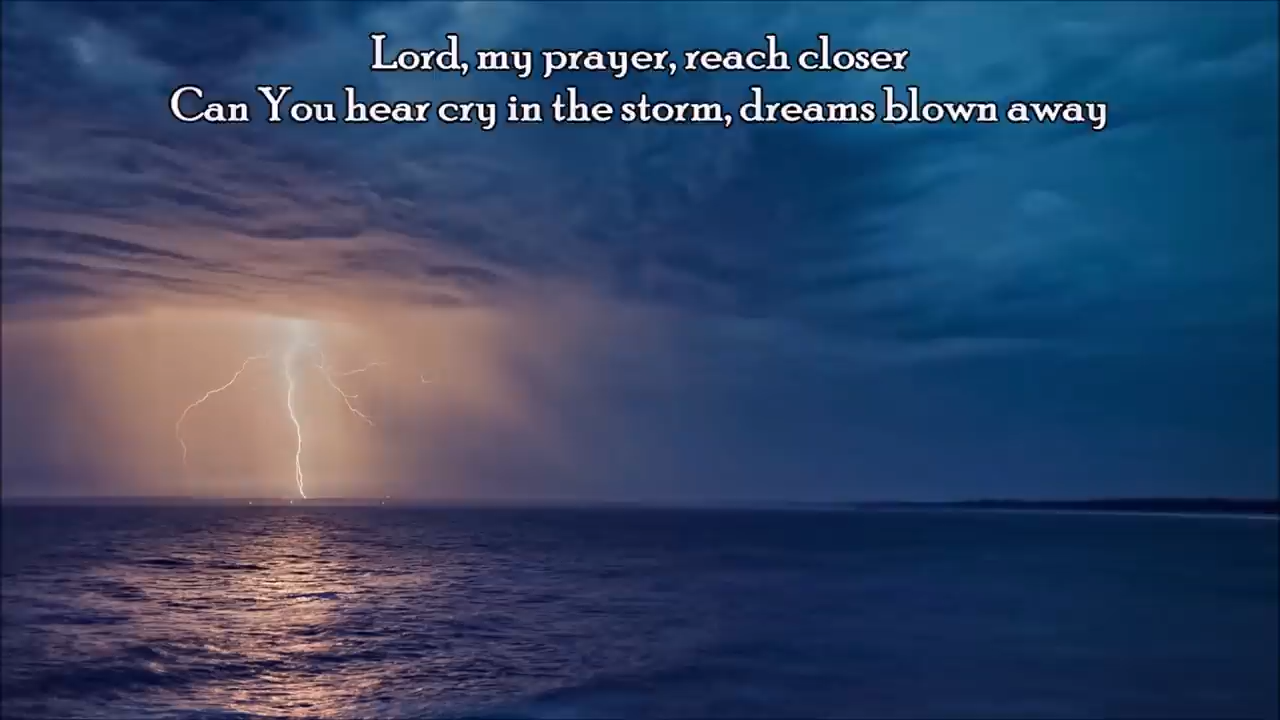 Lord, my prayer, reach closer
Can You hear cry in the storm, dreams blown away